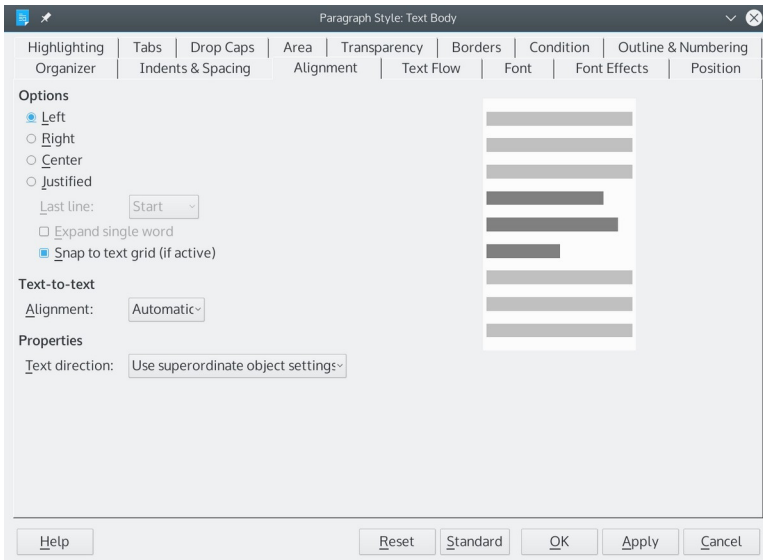 Paragraph Style: Text Body
Highlighting Tabs Drop Caps Area Transparency Borders Condition Outline & Numbering
Organizer Indents & Spacing Alignment Text Flow Font Font Effects Position
Options
Left
Right
Center
Justified
Last line: Start
Expand single word
Snap to text grid (if active)
Text-to-text
Alignment: Automatic
Properties
Text direction: Use superordinate object settings
Help Reset Standard OK Apply Cancel